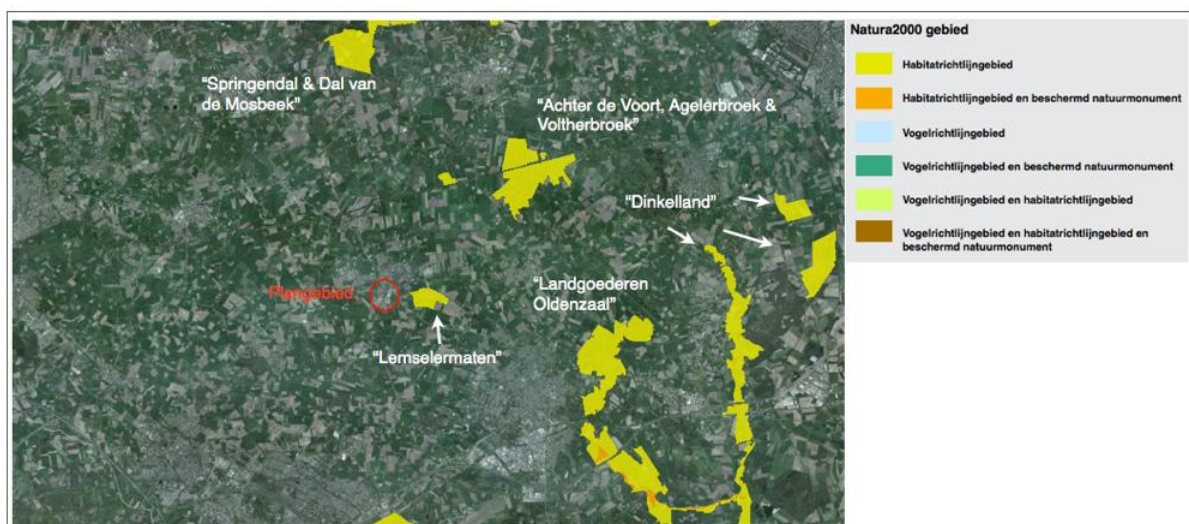 "Springendal & Dal van
de Mosbeek"
"Achter de Voort, Agelerbroek &
Voltherbroek"
"Dinkelland"
"Landgoederen
Oldenzaal"
Plangebied
"Lemselermaten"
Natura2000 gebied
Habitatrichtlijngebied
Habitatrichtlijngebied en beschermd natuurmonument
Vogelrichtlijngebied
Vogelrichtlijngebied en beschermd natuurmonument
Vogelrichtlijngebied en habitatrichtlijngebied
Vogelrichtlijngebied en habitatrichtlijngebied en
beschermd natuurmonument